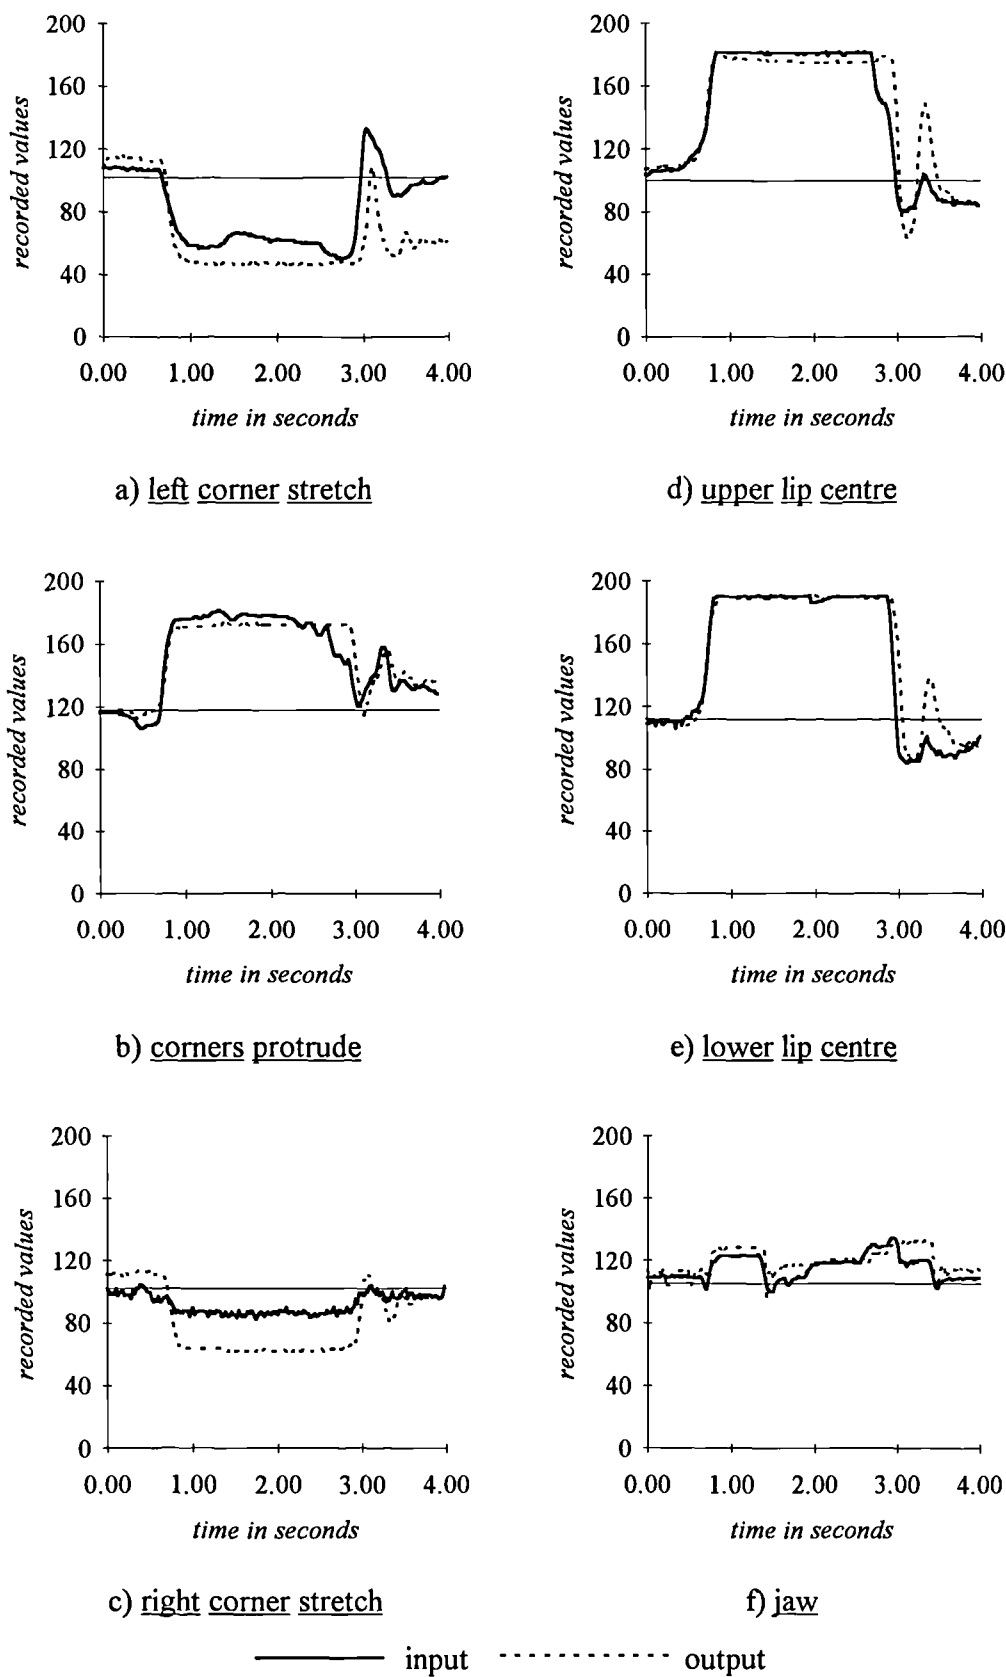 200
160
120
80
40
0
recorded values
0.00 1.00 2.00 3.00 4.00
time in seconds
a) left corner stretch
200
160
120
80
40
0
recorded values
0.00 1.00 2.00 3.00 4.00
time in seconds
d) upper lip centre
200
160
120
80
40
0
recorded values
0.00 1.00 2.00 3.00 4.00
time in seconds
b) corners protrude
200
160
120
80
40
0
recorded values
0.00 1.00 2.00 3.00 4.00
time in seconds
e) lower lip centre
200
160
120
80
40
0
recorded values
0.00 1.00 2.00 3.00 4.00
time in seconds
c) right corner stretch
200
160
120
80
40
0
recorded values
0.00 1.00 2.00 3.00 4.00
time in seconds
f) jaw
input output